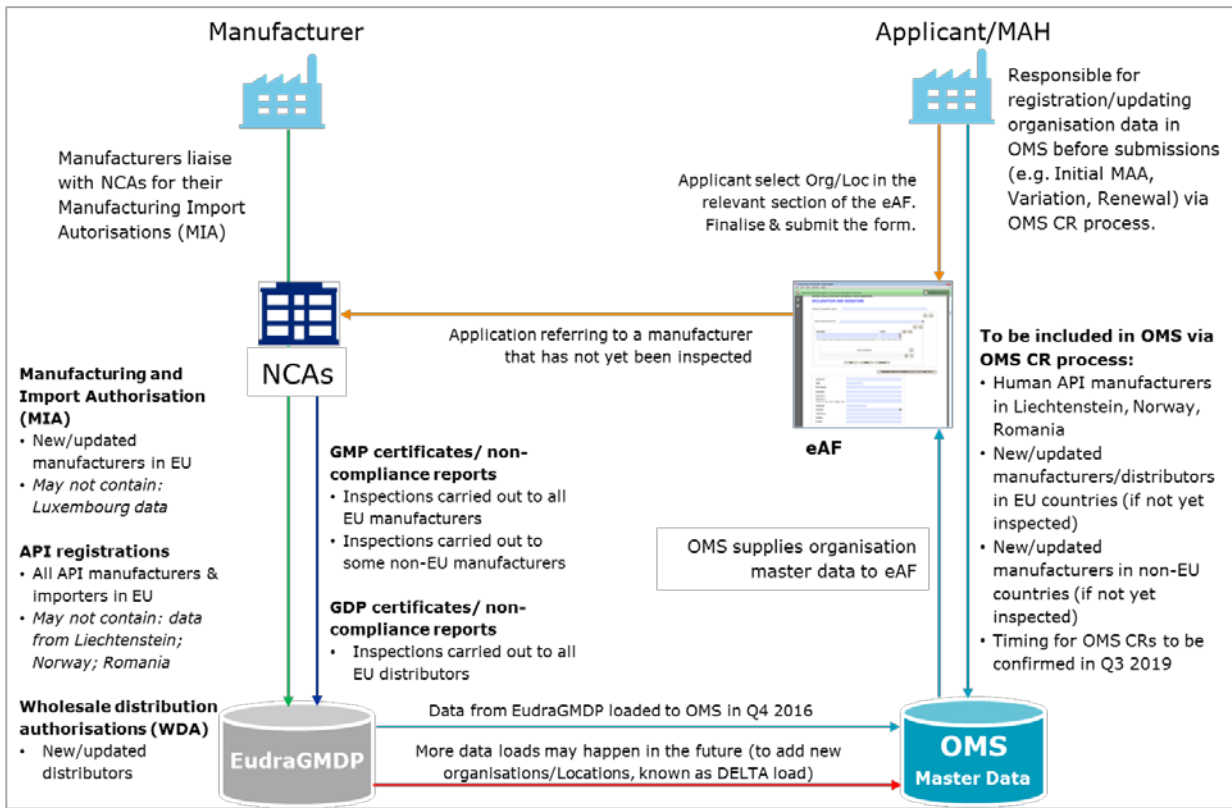 Manufacturer
Applicant/MAH
Manufacturers liaise
with NCAs for their
Manufacturing Import
Autorisations (MIA)
Responsible for
registration/updating
organisation data in
OMS before submissions
(e.g. Initial MAA,
Variation, Renewal) via
OMS CR process.
Applicant select Org/Loc in the
relevant section of the eAF.
Finalise & submit the form.
Application referring to a manufacturer
that has not yet been inspected
NCAs
eAF
Manufacturing and
Import Authorisation
(MIA)
• New/updated
manufacturers in EU
• May not contain:
Luxembourg data
API registrations
• All API manufacturers &
importers in EU
• May not contain: data
from Liechtenstein;
Norway; Romania
Wholesale distribution
authorisations (WDA)
• New/updated
distributors
GMP certificates/ non-
compliance reports
• Inspections carried out to all
EU manufacturers
• Inspections carried out to
some non-EU manufacturers
GDP certificates/ non-
compliance reports
• Inspections carried out to all
EU distributors
OMS supplies organisation
master data to eAF
To be included in OMS via
OMS CR process:
• Human API manufacturers
in Liechtenstein, Norway,
Romania
• New/updated
manufacturers/distributors
in EU countries (if not yet
inspected)
• New/updated
manufacturers in non-EU
countries (if not yet
inspected)
• Timing for OMS CRs to be
confirmed in Q3 2019
EudraGMDP
Data from EudraGMDP loaded to OMS in Q4 2016
More data loads may happen in the future (to add new
organisations/Locations, known as DELTA load)
OMS
Master Data